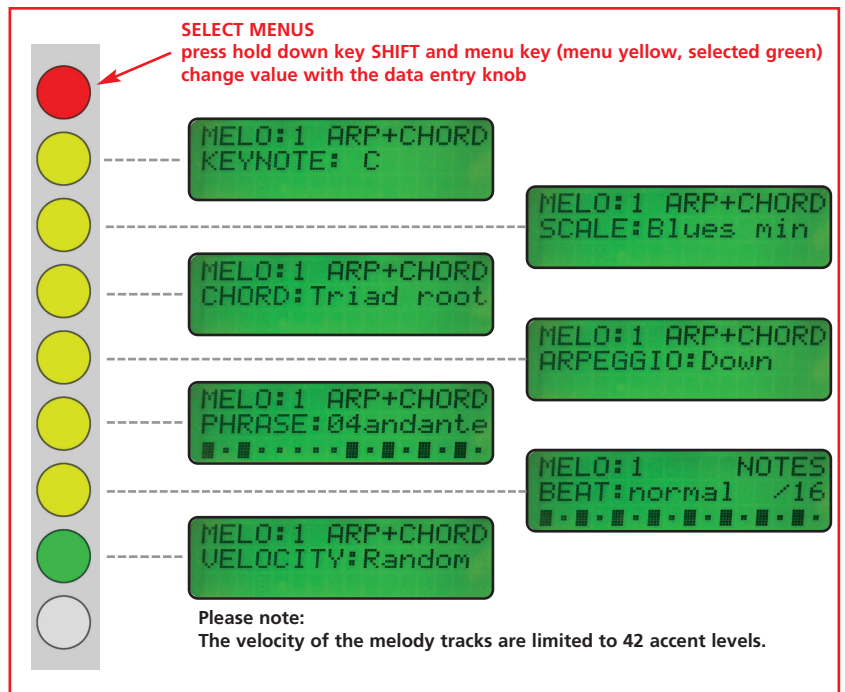 SELECT MENUS
press hold down key SHIFT and menu key (menu yellow, selected green)
change value with the data entry knob
MELO:1 ARP+CHORD
KEYNOTE: C
MELO:1 ARP+CHORD
SCALE:Blues min
MELO:1 ARP+CHORD
CHORD:Triad root
MELO:1 ARP+CHORD
ARPEGGIO:Down
MELO:1 ARP+CHORD
PHRASE:04andante
MELO:1 NOTES
BEAT:normal /16
MELO:1 ARP+CHORD
VELOCITY:Random
Please note:
The velocity of the melody tracks are limited to 42 accent levels.